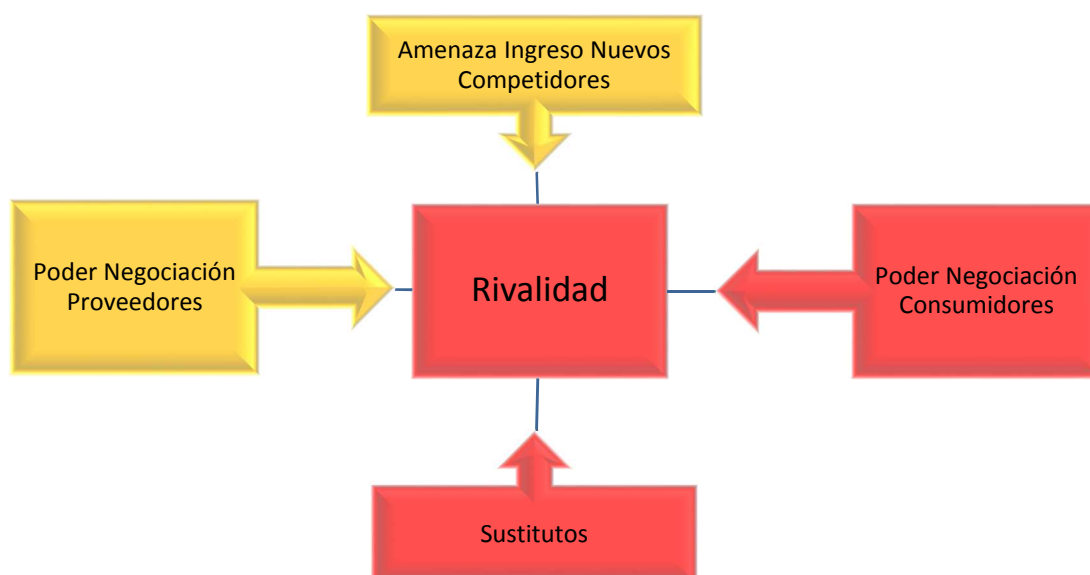 Amenaza Ingreso Nuevos
Competidores
Poder Negociación
Proveedores
Rivalidad
Poder Negociación
Consumidores
Sustitutos